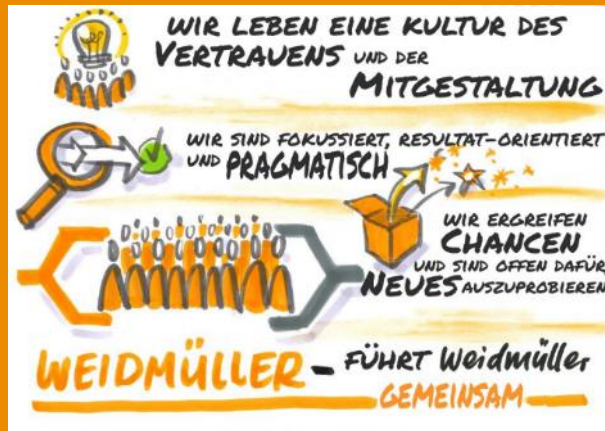 WIR LEBEN EINE KULTUR DES
VERTRAUENS UND DER
MITGESTALTUNG
WIR SIND FOKUSSIERT, RESULTAT-ORIENTIERT
UND PRAGMATISCH
WIR ERGREIFEN
CHANCEN
UND SIND OFFEN DAFÜR
NEUES AUSZUPROBIEREN
WEIDMÜLLER - FÜHRT Weidmüller
GEMEINSAM